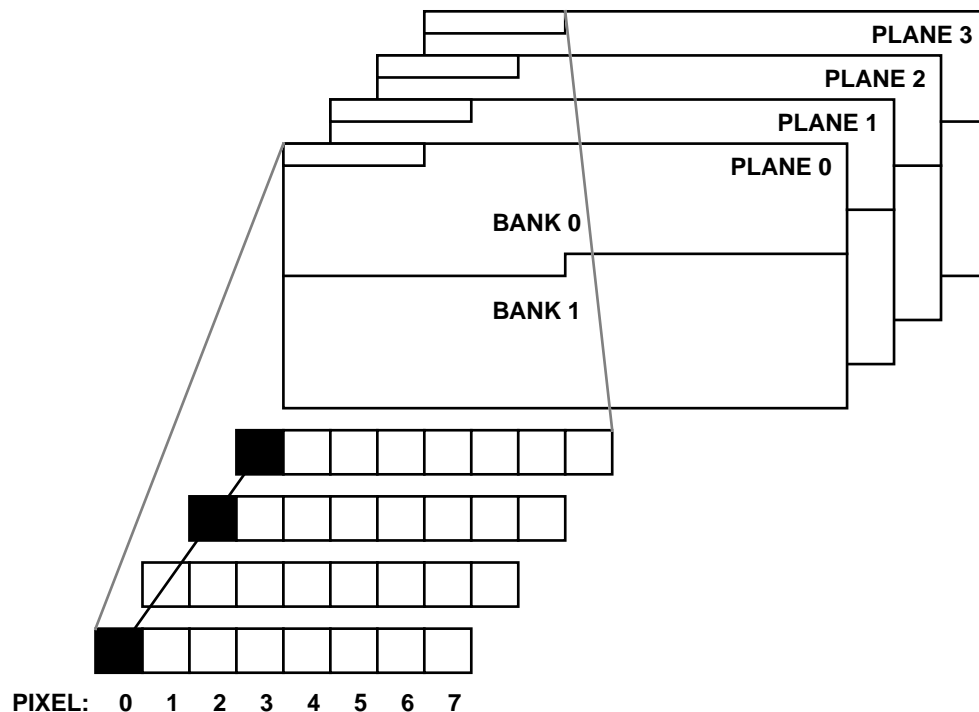 PLANE 3
PLANE 2
PLANE 1
PLANE 0
BANK 0
BANK 1
PIXEL: 0 1 2 3 4 5 6 7